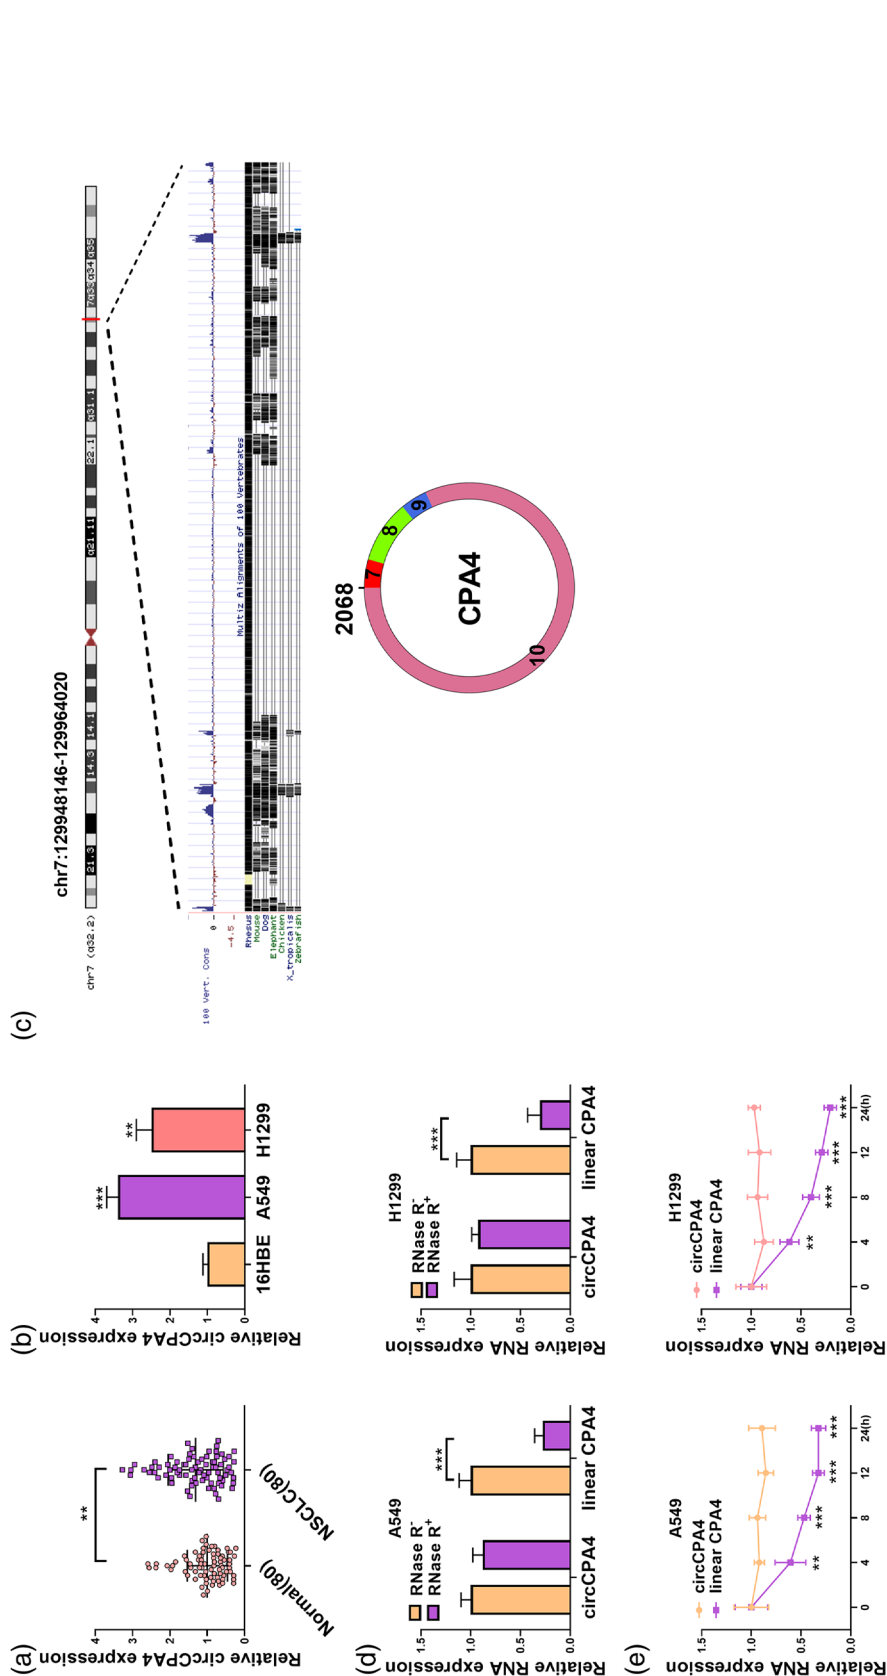 (a)
Relative circCPA4 expression
4
3
2
1
0
**
Normal(80)
NSCLC(80)
(b)
Relative circCPA4 expression
4
3
2
1
0
***
**
16HBE
A549
H1299
(c)
chr7:129948146-129964020
chr7 (q32.2)
21.3
14.3
14.1
q21.11
22.1
q31.1
7q33
q34
q35
100 Vert. Cons
0 -
-4.5 -
Multiz Alignments of 100 Vertebrates
Rhesus
Mouse
Dog
Elephant
Chicken
X_tropicalis
Zebrafish
2068
7
8
9
10
CPA4
(d)
A549
Relative RNA expression
1.5
1.0
0.5
0.0
RNase R-
RNase R+
***
circCPA4
linear CPA4
H1299
Relative RNA expression
1.5
1.0
0.5
0.0
RNase R-
RNase R+
***
circCPA4
linear CPA4
(e)
A549
Relative RNA expression
1.5
1.0
0.5
0.0
circCPA4
linear CPA4
**
***
***
***
0 4 8 12 24(h)
H1299
Relative RNA expression
1.5
1.0
0.5
0.0
circCPA4
linear CPA4
**
***
***
***
0 4 8 12 24(h)